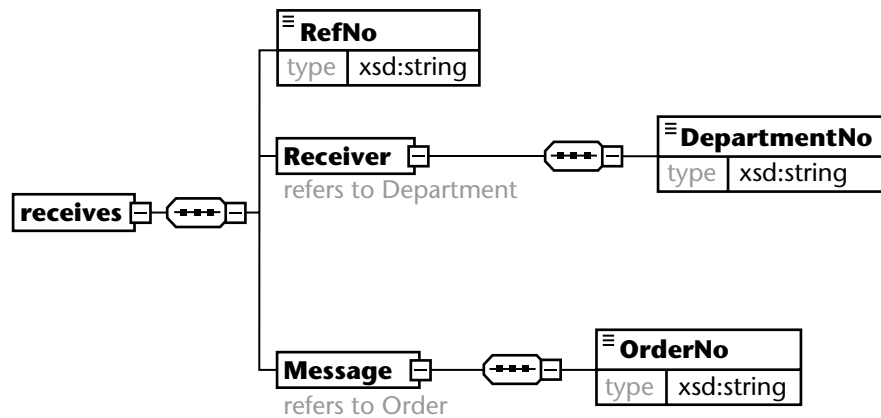 RefNo
type xsd:string
Receiver
refers to Department
DepartmentNo
type xsd:string
receives
Message
refers to Order
OrderNo
type xsd:string